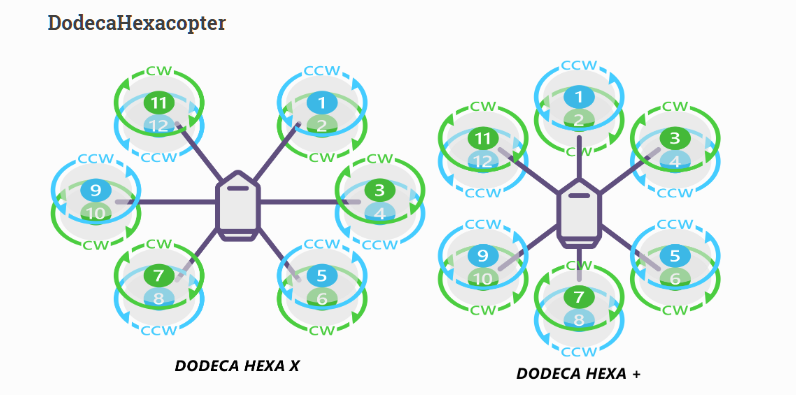 DodecaHexacopter
CW CCW
11 1
12 2
CCW CW
CCW CW
9 3
10 4
CW CCW
CW CCW
7 5
8 6
CCW CW
DODECA HEXA X
CCW
1
2
CW
CW CW
11 3
12 4
CCW CCW
CCW CCW
9 5
10 6
CW CW
CW
7
8
CCW
DODECA HEXA +